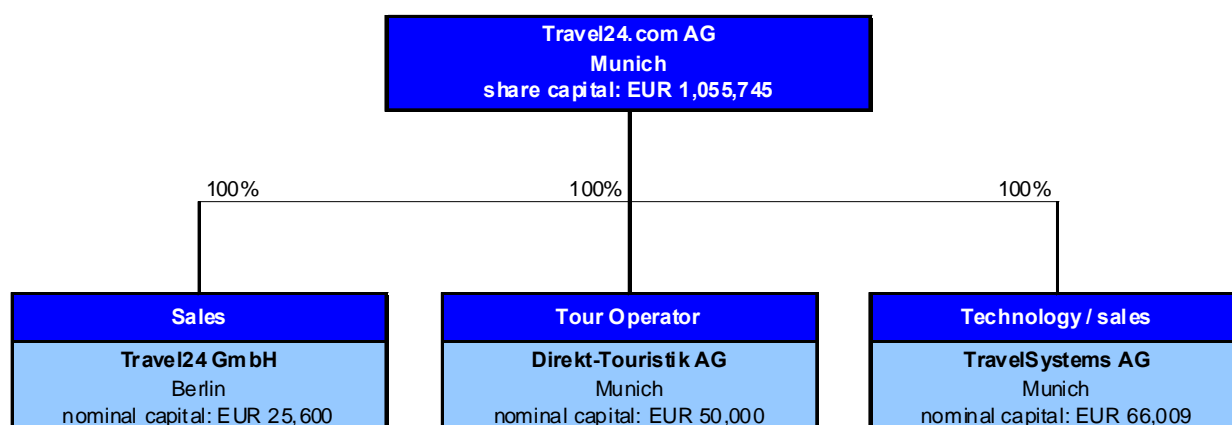 Travel24.com AG
Munich
share capital: EUR 1,055,745
100%
100%
100%
Sales
Travel24 GmbH
Berlin
nominal capital: EUR 25,600
Tour Operator
Direkt-Touristik AG
Munich
nominal capital: EUR 50,000
Technology / sales
TravelSystems AG
Munich
nominal capital: EUR 66,009